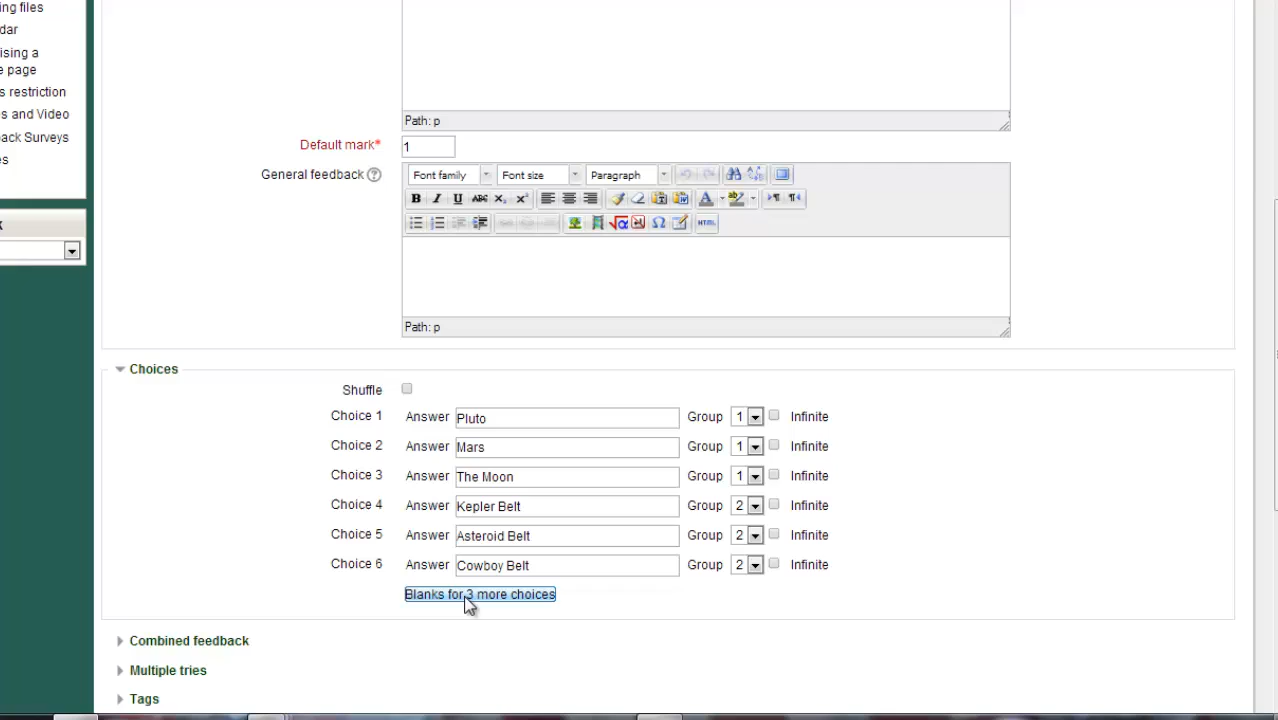 ing files
dar
ising a
e page
s restriction
s and Video
ack Surveys
es
Path: p
Default mark* 1
General feedback
Font family Font size Paragraph
B I U ABC X₂ X²
HTML
Path: p
Choices
Shuffle
Choice 1 Answer Pluto Group 1 Infinite
Choice 2 Answer Mars Group 1 Infinite
Choice 3 Answer The Moon Group 1 Infinite
Choice 4 Answer Kepler Belt Group 2 Infinite
Choice 5 Answer Asteroid Belt Group 2 Infinite
Choice 6 Answer Cowboy Belt Group 2 Infinite
Blanks for 3 more choices
Combined feedback
Multiple tries
Tags